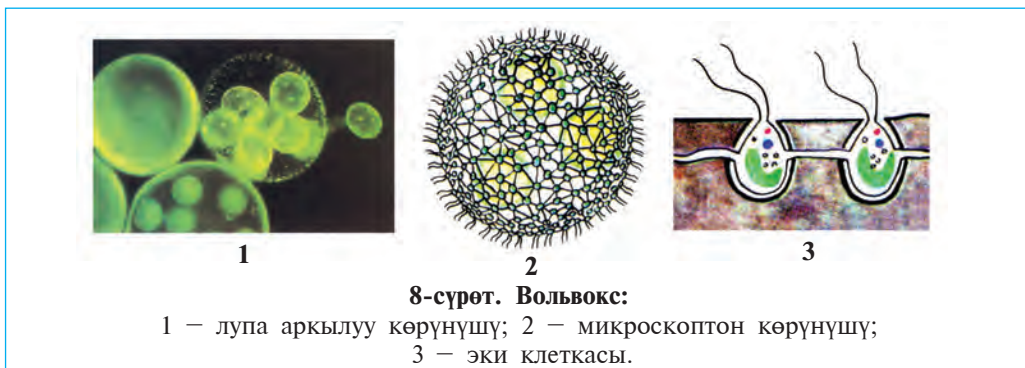 1
2
3
8-сүрөт. Вольвокс:
1 — лупа аркылуу көрүнүшү; 2 — микроскоптон көрүнүшү;
3 — эки клеткасы.